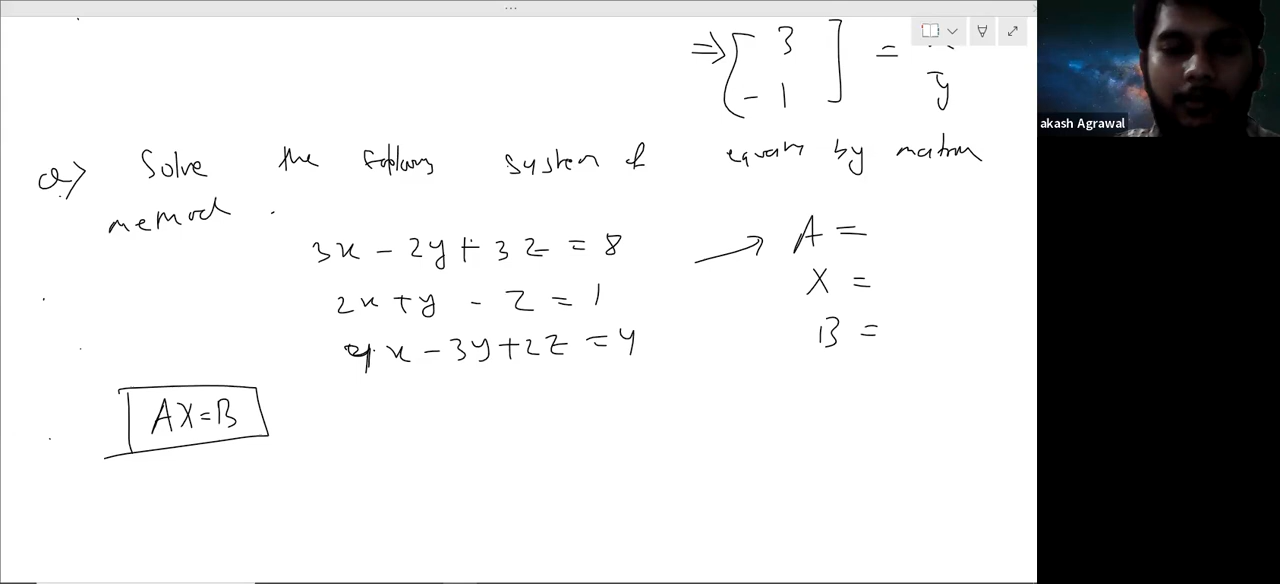 ⇒ [ 3 ] =
- 1 y
Q) Solve the following system of equations by matrix
method.
3x - 2y + 3z = 8 → A =
2x + y - z = 1 X =
4x - 3y + 2z = 4 B =
AX = B
akash Agrawal